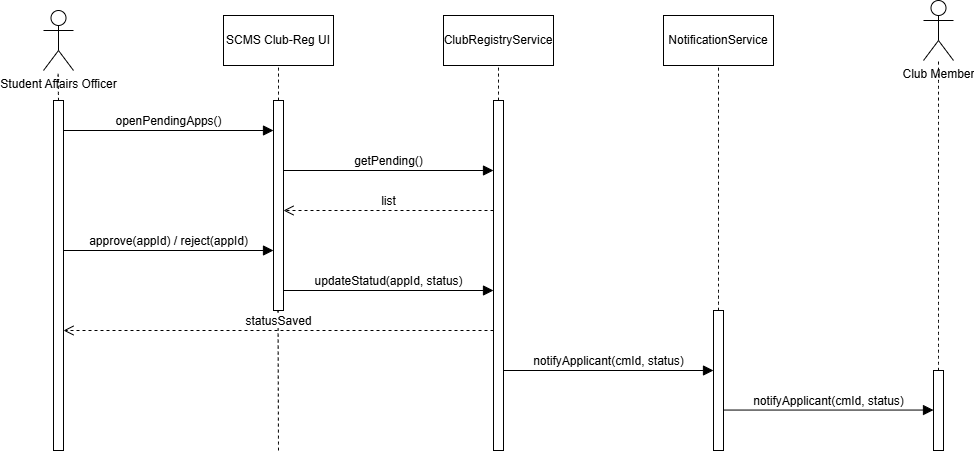 SCMS Club-Reg UI
ClubRegistryService
NotificationService
Student Affairs Officer
Club Member
openPendingApps()
getPending()
list
approve(appId) / reject(appId)
updateStatud(appId, status)
statusSaved
notifyApplicant(cmId, status)
notifyApplicant(cmId, status)